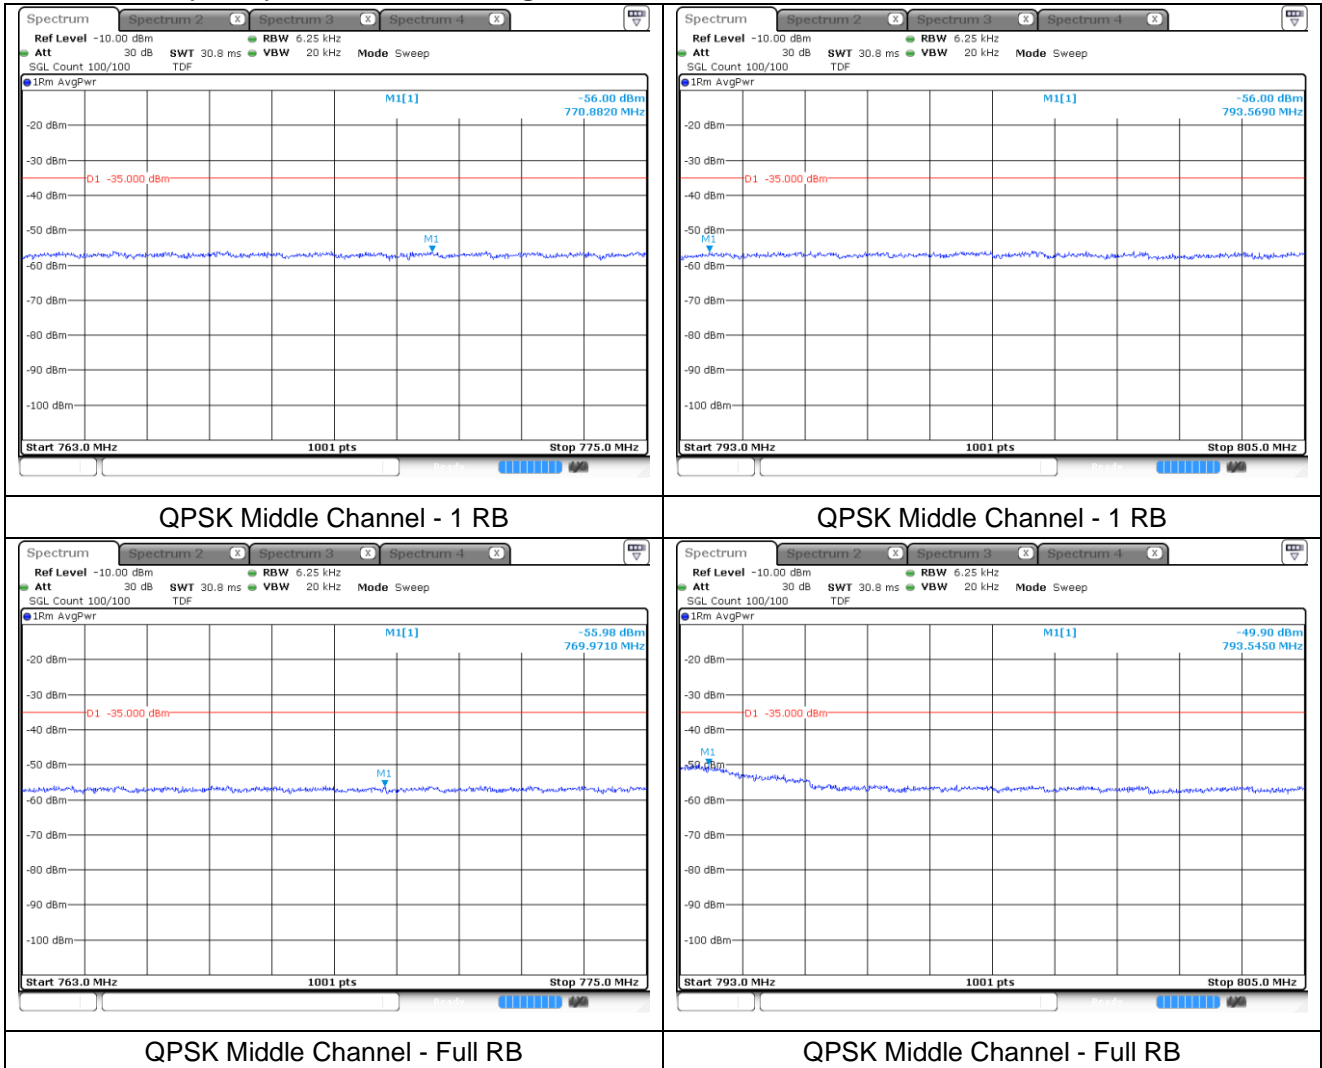 Spectrum Spectrum 2 X Spectrum 3 X Spectrum 4 X
Ref Level -10.00 dBm RBW 6.25 kHz
Att 30 dB SWT 30.8 ms VBW 20 kHz Mode Sweep
SGL Count 100/100 TDF
1Rm AvgPwr
M1[1] -56.00 dBm
770.8820 MHz
-20 dBm
-30 dBm
D1 -35.000 dBm
-40 dBm
-50 dBm
M1
-60 dBm
-70 dBm
-80 dBm
-90 dBm
-100 dBm
Start 763.0 MHz 1001 pts Stop 775.0 MHz
Spectrum Spectrum 2 X Spectrum 3 X Spectrum 4 X
Ref Level -10.00 dBm RBW 6.25 kHz
Att 30 dB SWT 30.8 ms VBW 20 kHz Mode Sweep
SGL Count 100/100 TDF
1Rm AvgPwr
M1[1] -56.00 dBm
793.5690 MHz
-20 dBm
-30 dBm
D1 -35.000 dBm
-40 dBm
-50 dBm
M1
-60 dBm
-70 dBm
-80 dBm
-90 dBm
-100 dBm
Start 793.0 MHz 1001 pts Stop 805.0 MHz
QPSK Middle Channel - 1 RB
QPSK Middle Channel - 1 RB
Spectrum Spectrum 2 X Spectrum 3 X Spectrum 4 X
Ref Level -10.00 dBm RBW 6.25 kHz
Att 30 dB SWT 30.8 ms VBW 20 kHz Mode Sweep
SGL Count 100/100 TDF
1Rm AvgPwr
M1[1] -55.98 dBm
769.9710 MHz
-20 dBm
-30 dBm
D1 -35.000 dBm
-40 dBm
-50 dBm
M1
-60 dBm
-70 dBm
-80 dBm
-90 dBm
-100 dBm
Start 763.0 MHz 1001 pts Stop 775.0 MHz
Spectrum Spectrum 2 X Spectrum 3 X Spectrum 4 X
Ref Level -10.00 dBm RBW 6.25 kHz
Att 30 dB SWT 30.8 ms VBW 20 kHz Mode Sweep
SGL Count 100/100 TDF
1Rm AvgPwr
M1[1] -49.90 dBm
793.5450 MHz
-20 dBm
-30 dBm
D1 -35.000 dBm
-40 dBm
M1
-50 dBm
-60 dBm
-70 dBm
-80 dBm
-90 dBm
-100 dBm
Start 793.0 MHz 1001 pts Stop 805.0 MHz
QPSK Middle Channel - Full RB
QPSK Middle Channel - Full RB